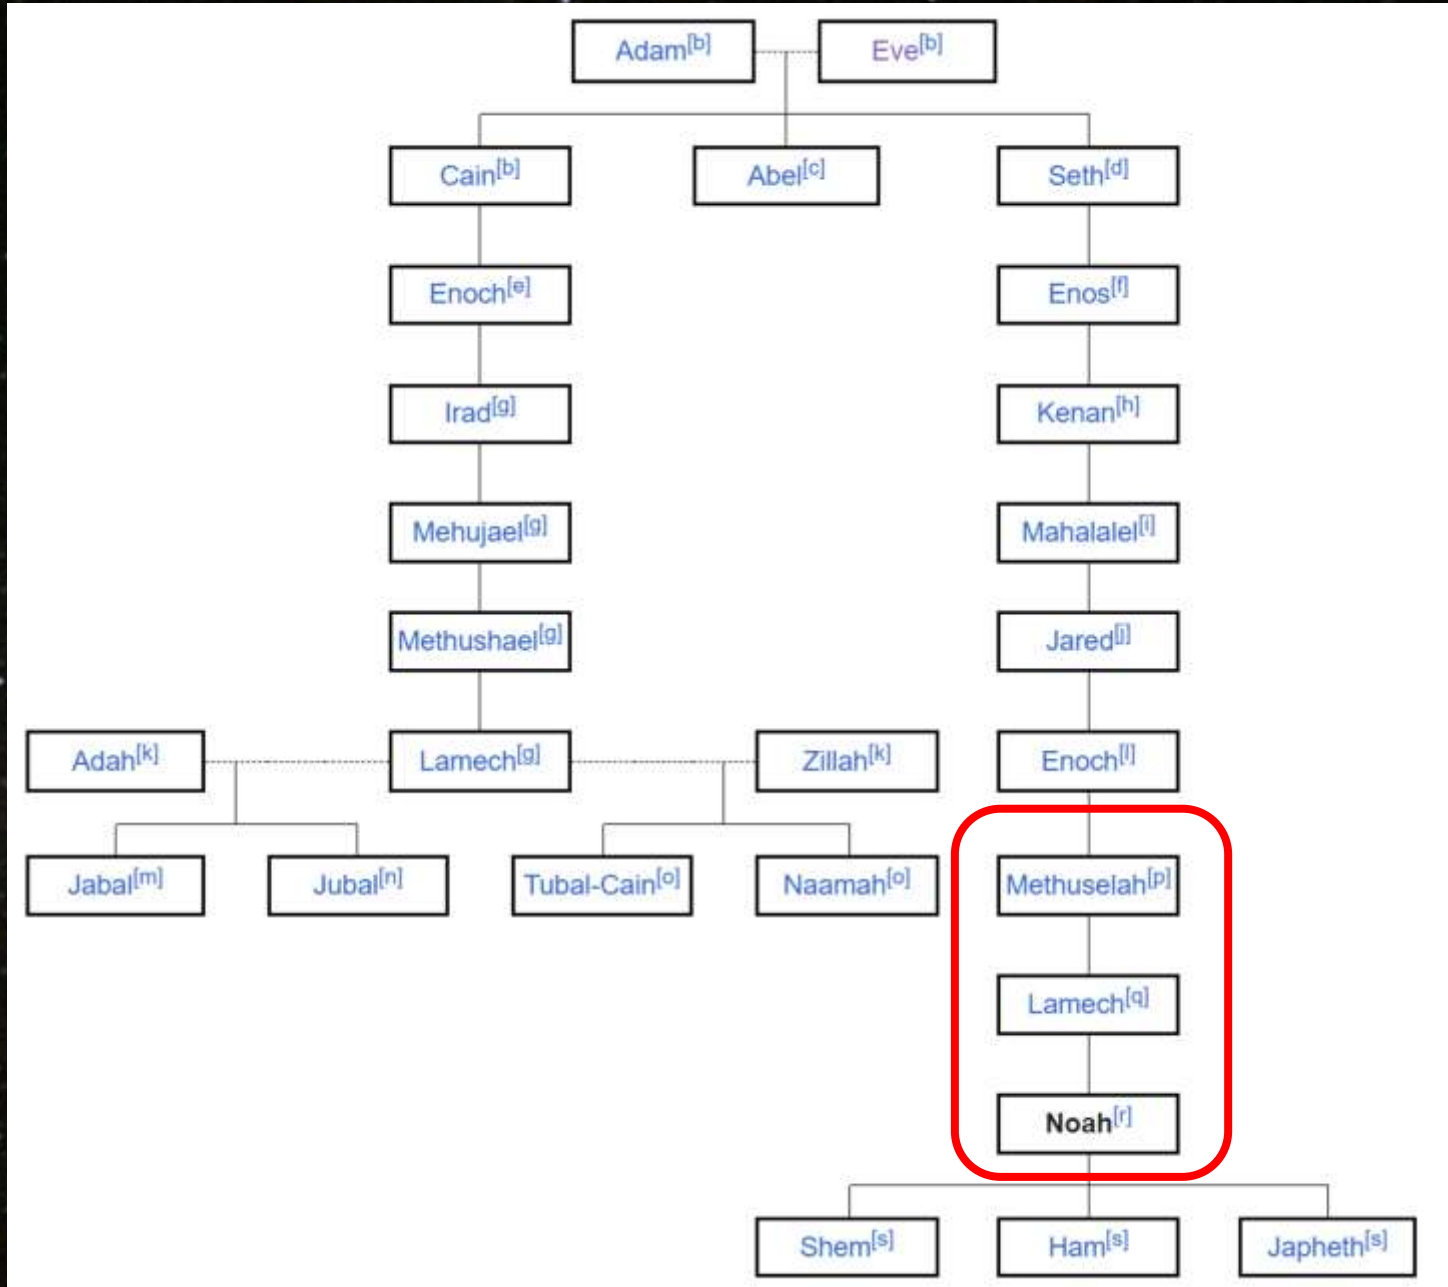 Adam[b] Eve[b]
Cain[b] Abel[c] Seth[d]
Enoch[e] Enos[f]
Irad[g] Kenan[h]
Mehujael[g] Mahalalel[i]
Methushael[g] Jared[j]
Adah[k] Lamech[g] Zillah[k] Enoch[l]
Jabal[m] Jubal[n] Tubal-Cain[o] Naamah[o] Methuselah[p]
Lamech[q]
Noah[r]
Shem[s] Ham[s] Japheth[s]